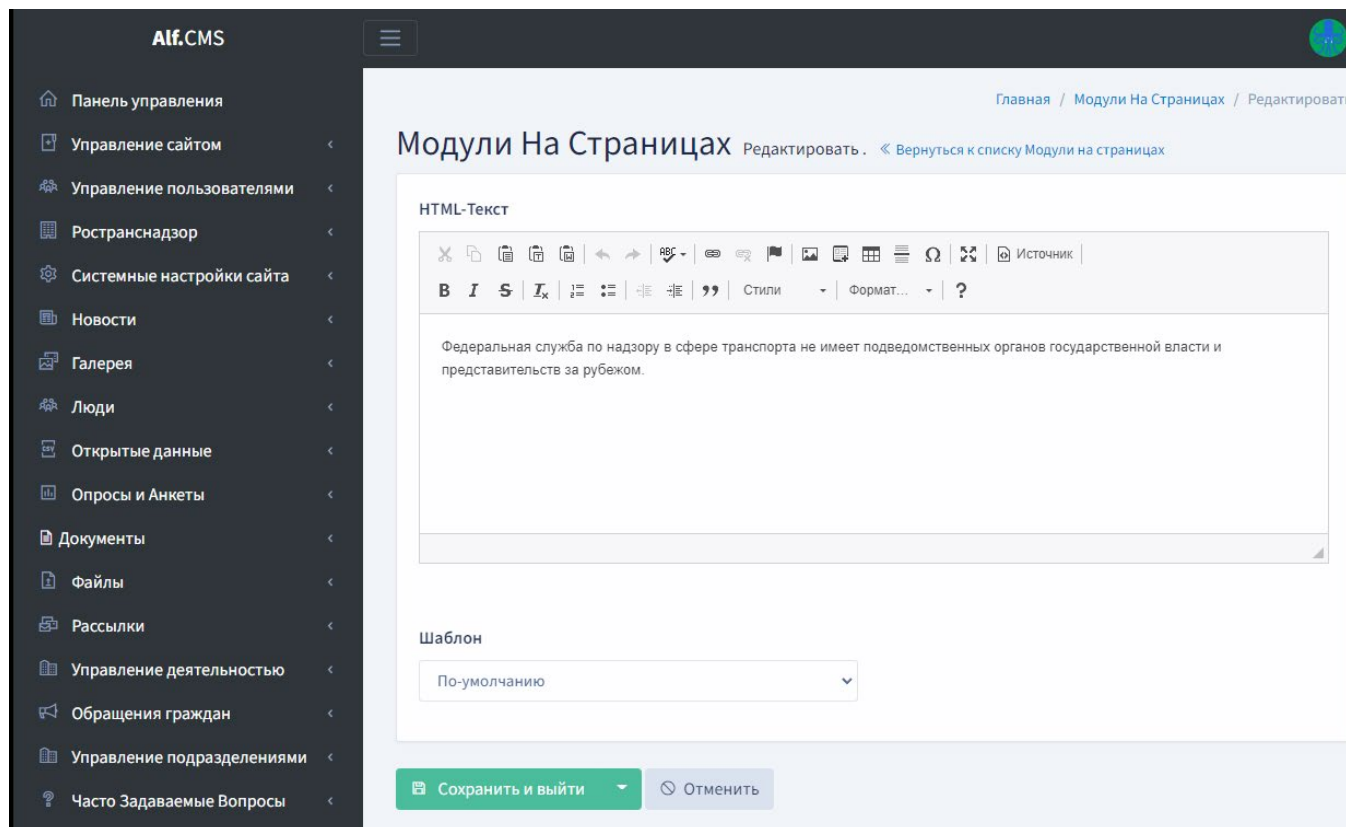 Alf.CMS
Панель управления
Управление сайтом
Управление пользователями
Ространснадзор
Системные настройки сайта
Новости
Галерея
Люди
Открытые данные
Опросы и Анкеты
Документы
Файлы
Рассылки
Управление деятельностью
Обращения граждан
Управление подразделениями
Часто Задаваемые Вопросы
Главная / Модули На Страницах / Редактировать
Модули На Страницах Редактировать. « Вернуться к списку Модули на страницах
HTML-Текст
ABC Ω Источник
B I S Ix Стили Формат... ?
Федеральная служба по надзору в сфере транспорта не имеет подведомственных органов государственной власти и
представительств за рубежом.
Шаблон
По-умолчанию
Сохранить и выйти Отменить